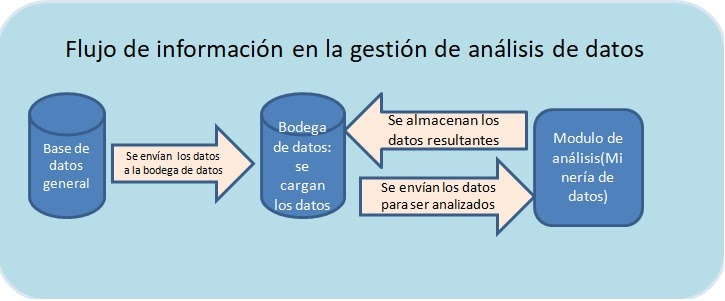 Flujo de información en la gestión de análisis de datos
Base de
datos
general
Se envían los datos
a la bodega de datos
Bodega
de datos:
se
cargan
los datos
Se almacenan los
datos resultantes
Se envían los datos
para ser analizados
Modulo de
análisis(Mi
nería de
datos)